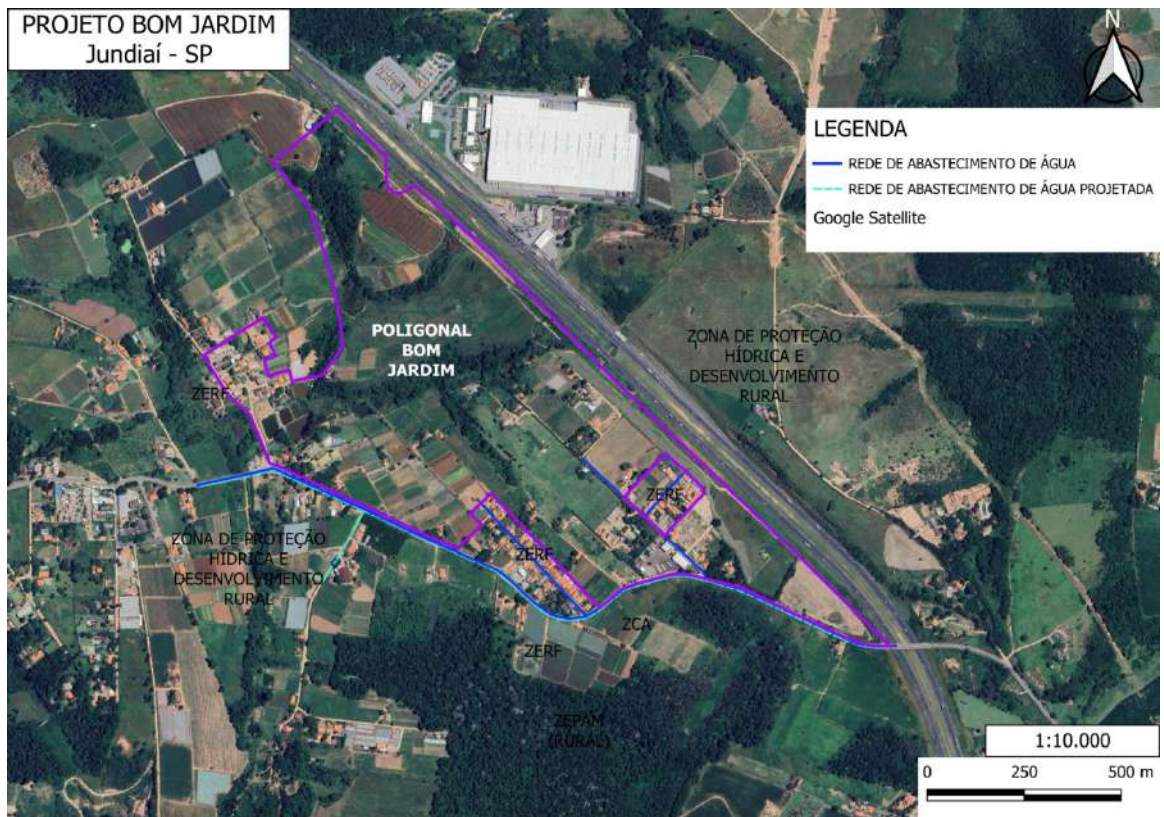 PROJETO BOM JARDIM
Jundiaí - SP
N
LEGENDA
REDE DE ABASTECIMENTO DE ÁGUA
REDE DE ABASTECIMENTO DE ÁGUA PROJETADA
Google Satellite
POLIGONAL
BOM
JARDIM
ZONA DE PROTEÇÃO
HÍDRICA E
DESENVOLVIMENTO
RURAL
ZERF
ZERF
ZONA DE PROTEÇÃO
HÍDRICA E
DESENVOLVIMENTO
RURAL
ZERF
ZCA
ZERF
ZEPAM
(RURAL)
1:10.000
0 250 500 m